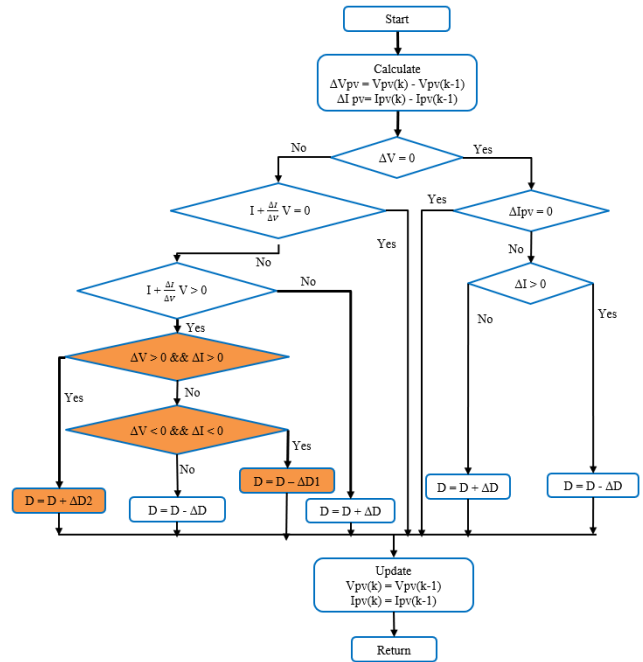 Start
Calculate
ΔVpv = Vpv(k) - Vpv(k-1)
ΔI pv= Ipv(k) - Ipv(k-1)
No
ΔV = 0
Yes
I + ΔI/ΔV V = 0
Yes
ΔIpv = 0
Yes
No
No
I + ΔI/ΔV V > 0
No
ΔI > 0
Yes
No
Yes
ΔV > 0 && ΔI > 0
Yes
No
ΔV < 0 && ΔI < 0
Yes
No
D = D + ΔD2
D = D - ΔD
D = D – ΔD1
D = D + ΔD
D = D + ΔD
D = D - ΔD
Update
Vpv(k) = Vpv(k-1)
Ipv(k) = Ipv(k-1)
Return